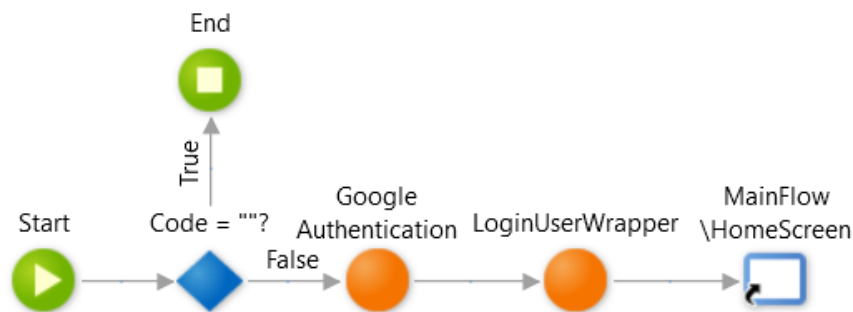 End
True
Start
Code = ""?
False
Google
Authentication
LoginUserWrapper
MainFlow
\HomeScreen